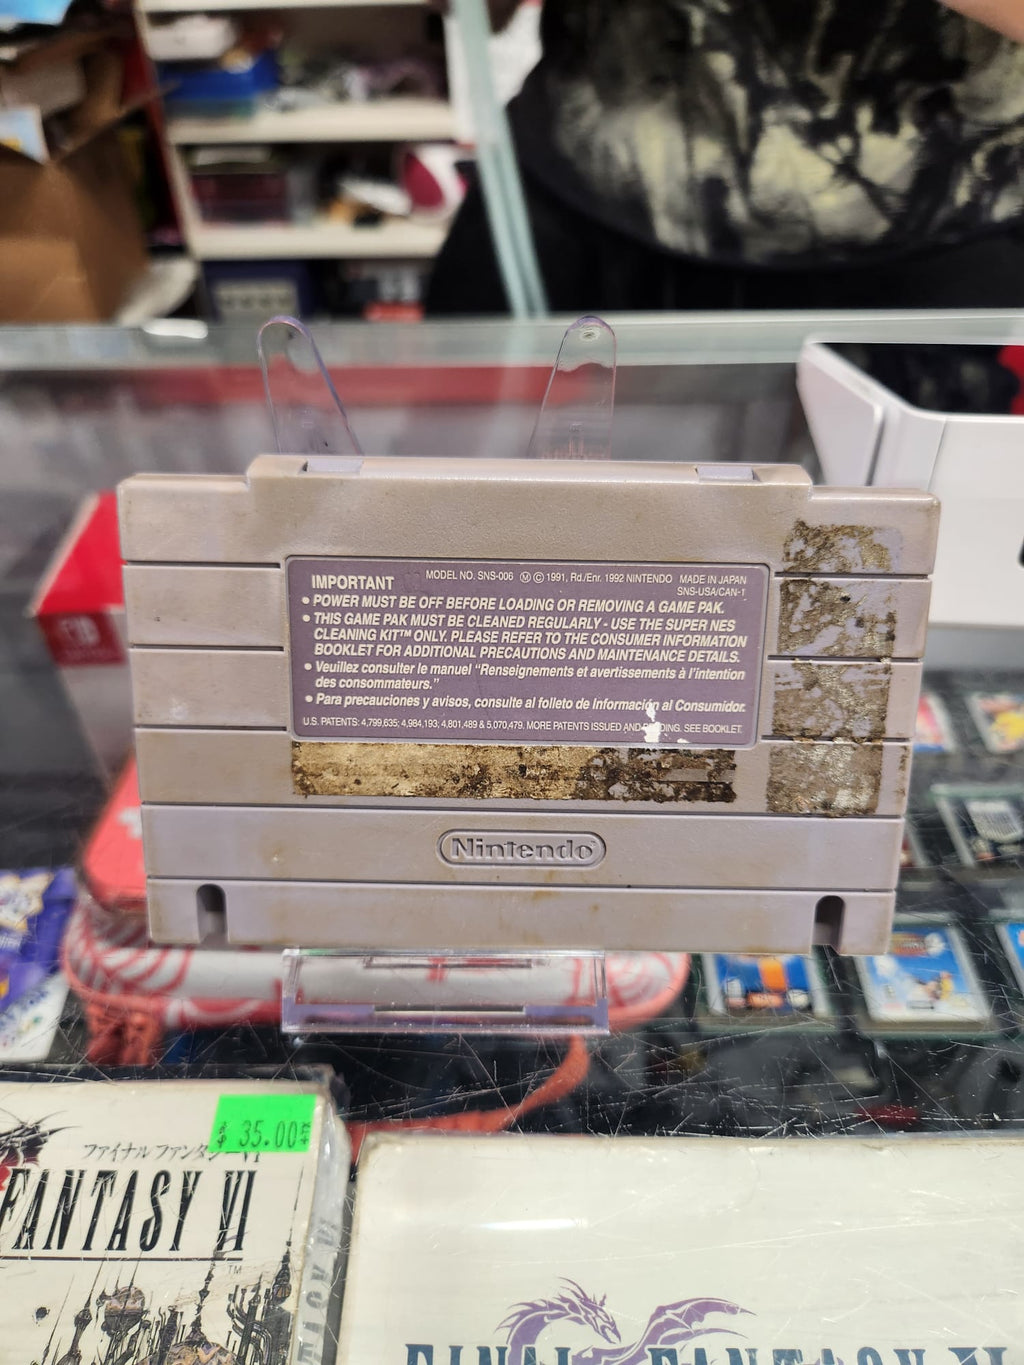 IMPORTANT
MODEL NO. SNS-006 Ⓜ © 1991, Rd./Enr. 1992 NINTENDO MADE IN JAPAN
SNS-USA/CAN-1
• POWER MUST BE OFF BEFORE LOADING OR REMOVING A GAME PAK.
• THIS GAME PAK MUST BE CLEANED REGULARLY - USE THE SUPER NES
CLEANING KIT™ ONLY. PLEASE REFER TO THE CONSUMER INFORMATION
BOOKLET FOR ADDITIONAL PRECAUTIONS AND MAINTENANCE DETAILS.
• Veuillez consulter le manuel "Renseignements et avertissements à l'intention
des consommateurs."
• Para precauciones y avisos, consulte al folleto de Información al Consumidor.
U.S. PATENTS: 4,799,635; 4,984,193; 4,801,489 & 5,070,479. MORE PATENTS ISSUED AND SEE BOOKLET.
Nintendo
$ 35.00
ファイナルファンタジーVI
FANTASY VI
TM
FINAL FANTASY VI